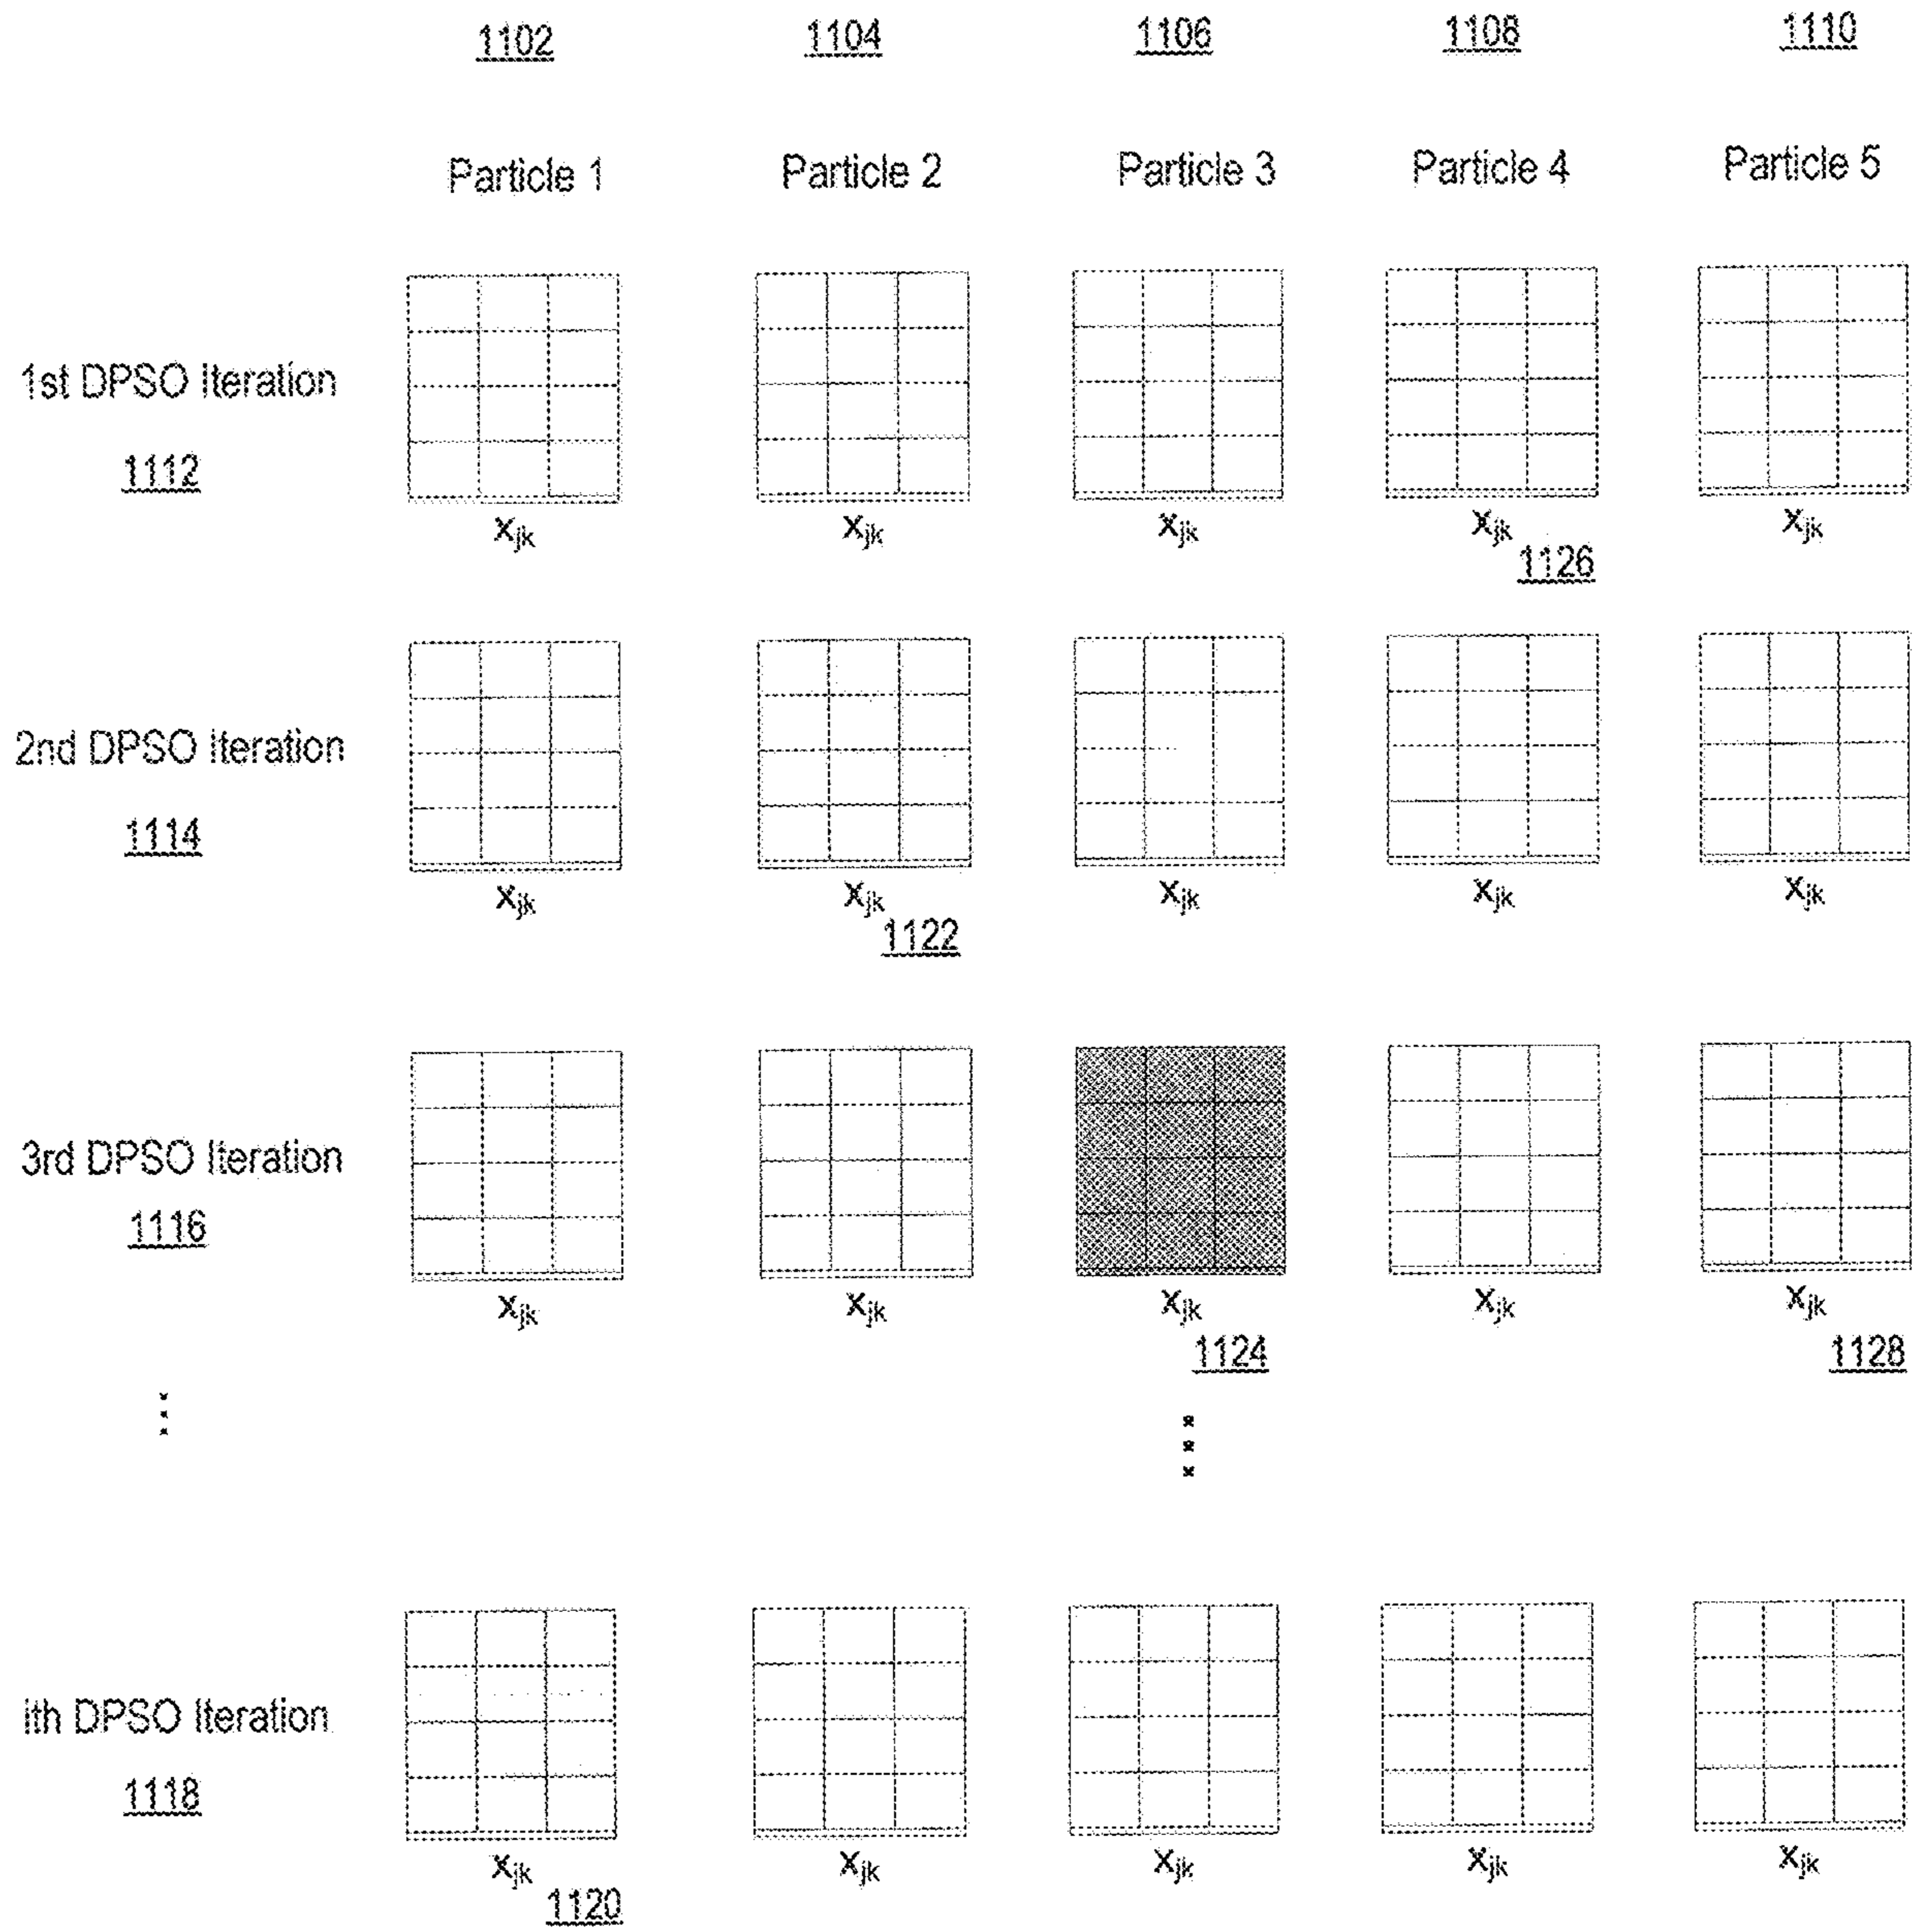 1102 1104 1106 1108 1110
Particle 1 Particle 2 Particle 3 Particle 4 Particle 5
1st DPSO Iteration
1112
xjk xjk xjk xjk xjk
1126
2nd DPSO Iteration
1114
xjk xjk xjk xjk xjk
1122
3rd DPSO Iteration
1116
xjk xjk xjk xjk xjk
1124 1128
ith DPSO Iteration
1118
xjk xjk xjk xjk xjk
1120